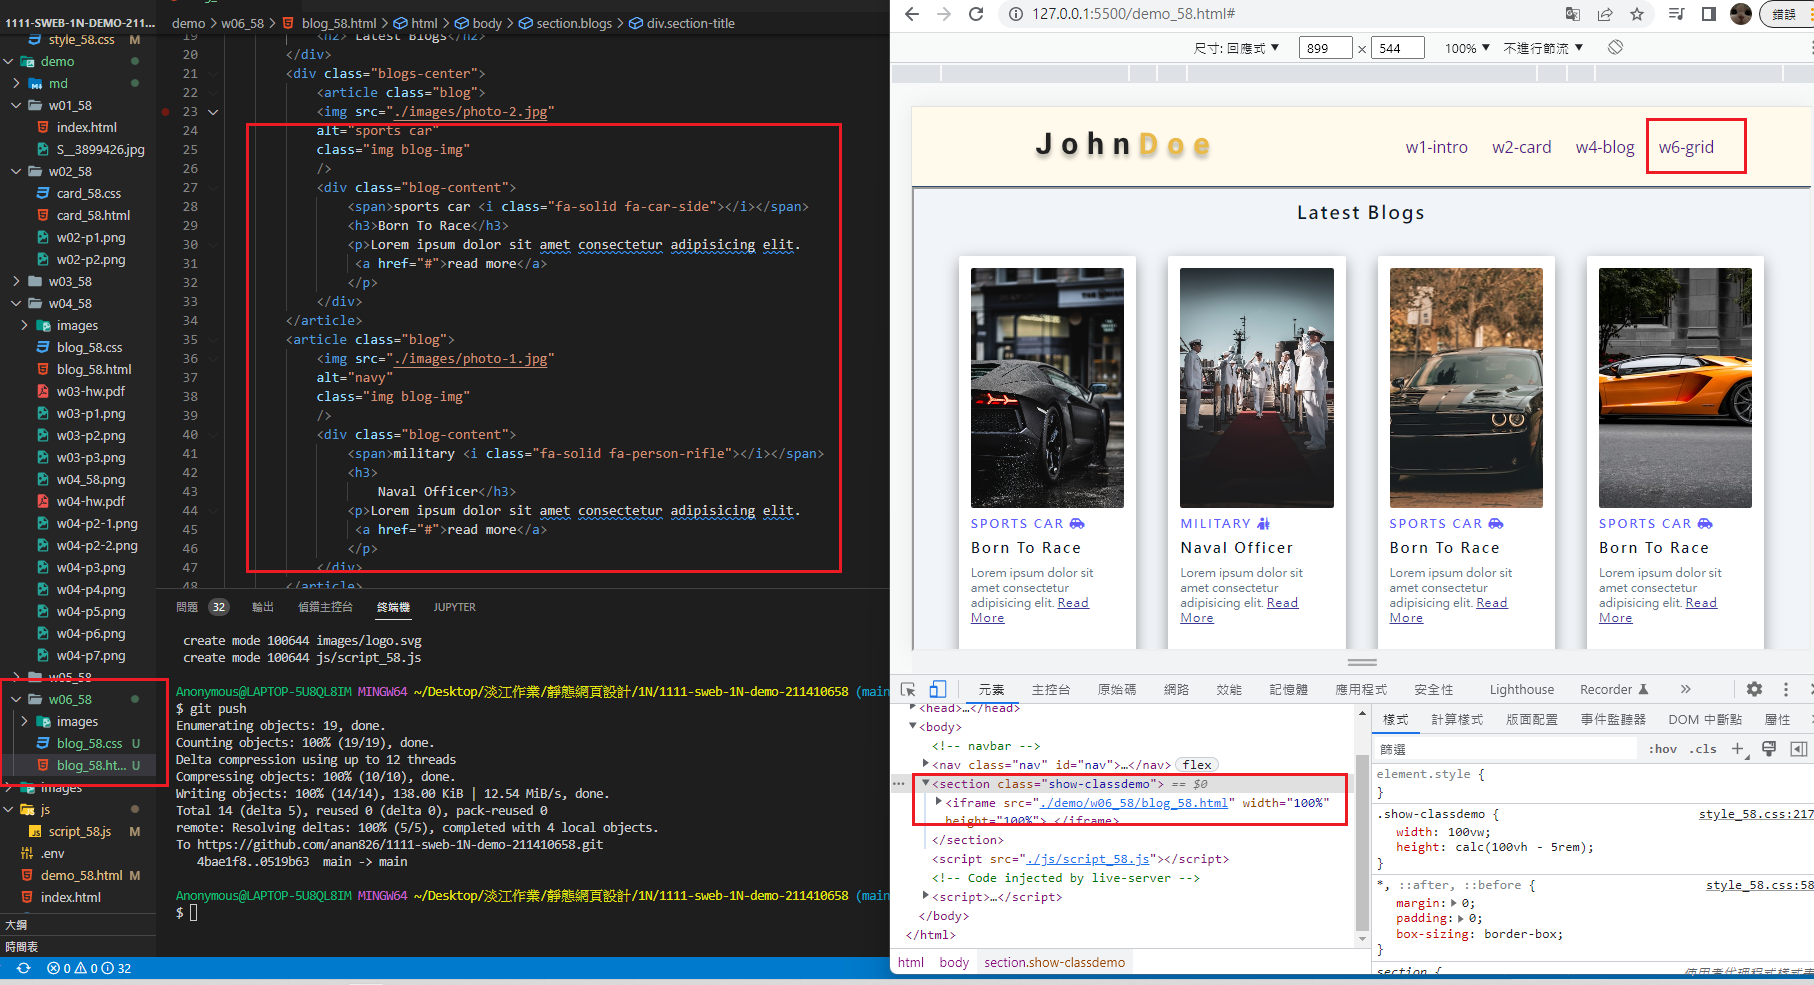 1111-SWEB-1N-DEMO-211...
style_58.css M
demo
md
w01_58
index.html
S__3899426.jpg
w02_58
card_58.css
card_58.html
w02-p1.png
w02-p2.png
w03_58
w04_58
images
blog_58.css
blog_58.html
w03-hw.pdf
w03-p1.png
w03-p2.png
w03-p3.png
w04_58.png
w04-hw.pdf
w04-p2-1.png
w04-p2-2.png
w04-p3.png
w04-p4.png
w04-p5.png
w04-p6.png
w04-p7.png
w05_58
w06_58
images
blog_58.css U
blog_58.ht... U
images
js
script_58.js M
.env
demo_58.html M
index.html
大綱
時間表
0 0 32
demo > w06_58 > blog_58.html > html > body > section.blogs > div.section-title
19 <h2> Latest Blogs</h2>
20 </div>
21 <div class="blogs-center">
22 <article class="blog">
23 <img src="./images/photo-2.jpg"
24 alt="sports car"
25 class="img blog-img"
26 />
27 <div class="blog-content">
28 <span>sports car <i class="fa-solid fa-car-side"></i></span>
29 <h3>Born To Race</h3>
30 <p>Lorem ipsum dolor sit amet consectetur adipisicing elit.
31 <a href="#">read more</a>
32 </p>
33 </div>
34 </article>
35 <article class="blog">
36 <img src="./images/photo-1.jpg"
37 alt="navy"
38 class="img blog-img"
39 />
40 <div class="blog-content">
41 <span>military <i class="fa-solid fa-person-rifle"></i></span>
42 <h3>
43 Naval Officer</h3>
44 <p>Lorem ipsum dolor sit amet consectetur adipisicing elit.
45 <a href="#">read more</a>
46 </p>
47 </div>
48 </article>
問題 32 輸出 偵錯主控台 終端機 JUPYTER
create mode 100644 images/logo.svg
create mode 100644 js/script_58.js
Anonymous@LAPTOP-5U8QL8IM MINGW64 ~/Desktop/淡江作業/靜態網頁設計/1N/1111-sweb-1N-demo-211410658 (main
$ git push
Enumerating objects: 19, done.
Counting objects: 100% (19/19), done.
Delta compression using up to 12 threads
Compressing objects: 100% (10/10), done.
Writing objects: 100% (14/14), 138.00 KiB | 12.54 MiB/s, done.
Total 14 (delta 5), reused 0 (delta 0), pack-reused 0
remote: Resolving deltas: 100% (5/5), completed with 4 local objects.
To https://github.com/anan826/1111-sweb-1N-demo-211410658.git
4bae1f8..0519b63 main -> main
Anonymous@LAPTOP-5U8QL8IM MINGW64 ~/Desktop/淡江作業/靜態網頁設計/1N/1111-sweb-1N-demo-211410658 (main
$
127.0.0.1:5500/demo_58.html#
錯誤
尺寸: 回應式 ▼ 899 × 544 100% ▼ 不進行節流 ▼
JohnDoe
w1-intro w2-card w4-blog w6-grid
Latest Blogs
SPORTS CAR
Born To Race
Lorem ipsum dolor sit
amet consectetur
adipisicing elit. Read
More
MILITARY
Naval Officer
Lorem ipsum dolor sit
amet consectetur
adipisicing elit. Read
More
SPORTS CAR
Born To Race
Lorem ipsum dolor sit
amet consectetur
adipisicing elit. Read
More
SPORTS CAR
Born To Race
Lorem ipsum dolor sit
amet consectetur
adipisicing elit. Read
More
元素 主控台 原始碼 網路 效能 記憶體 應用程式 安全性 Lighthouse Recorder »
<head>…</head>
<body>
<!-- navbar -->
<nav class="nav" id="nav">…</nav> flex
<section class="show-classdemo"> == $0
<iframe src="./demo/w06_58/blog_58.html" width="100%"
height="100%"> </iframe>
</section>
<script src="./js/script_58.js"></script>
<!-- Code injected by live-server -->
<script>…</script>
</body>
</html>
html body section.show-classdemo
樣式 計算樣式 版面配置 事件監聽器 DOM 中斷點 屬性
篩選 :hov .cls +
element.style {
}
.show-classdemo { style_58.css:217
width: 100vw;
height: calc(100vh - 5rem);
}
*, ::after, ::before { style_58.css:58
margin: 0;
padding: 0;
box-sizing: border-box;
}
section { 使用者代理程式樣式表